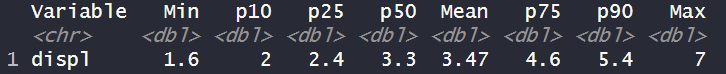 Variable Min p10 p25 p50 Mean p75 p90 Max
<chr> <dbl> <dbl> <dbl> <dbl> <dbl> <dbl> <dbl> <dbl>
1 displ 1.6 2 2.4 3.3 3.47 4.6 5.4 7